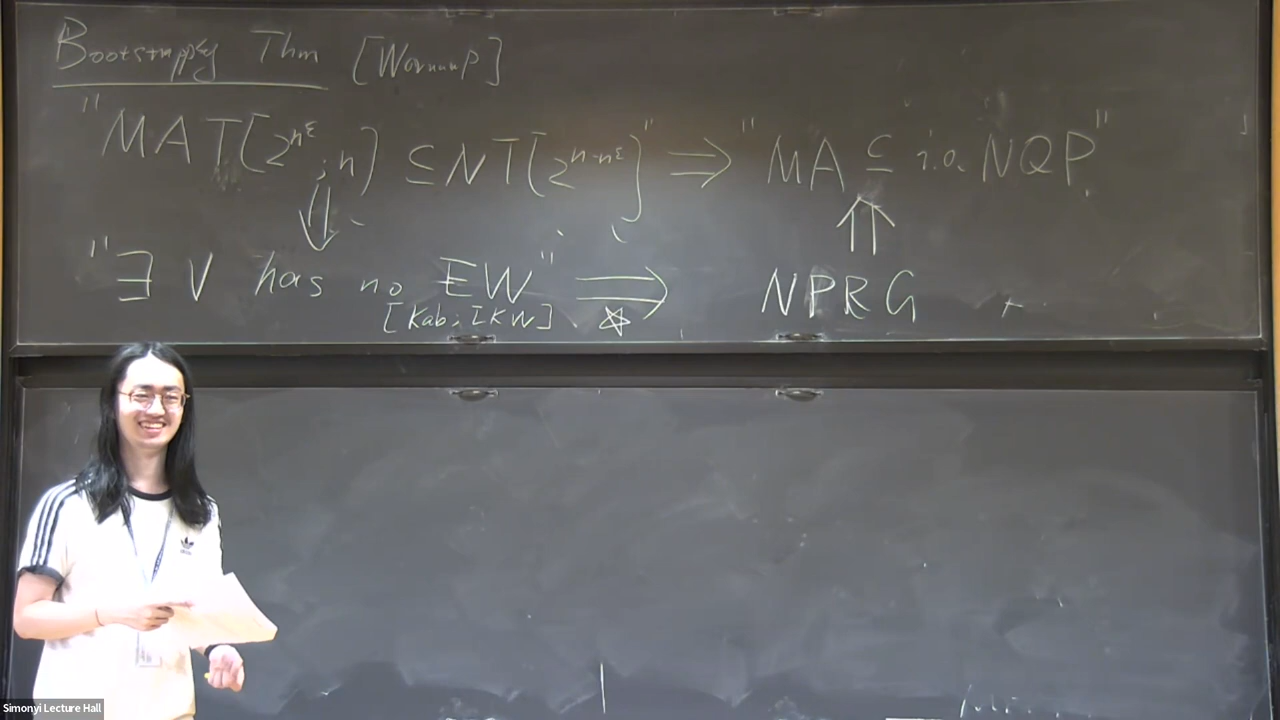 Bootstrapping Thm [Warmup]
"MAT[2^{n^ε}, n] ⊆ NT[2^{n-n^ε}]" ⟹ "MA ⊆ i.o. NQP"
⇓ ⇑
"∃ V has no EW" ⟹ NPRG
[Kab; IKW] ☆
Simonyi Lecture Hall